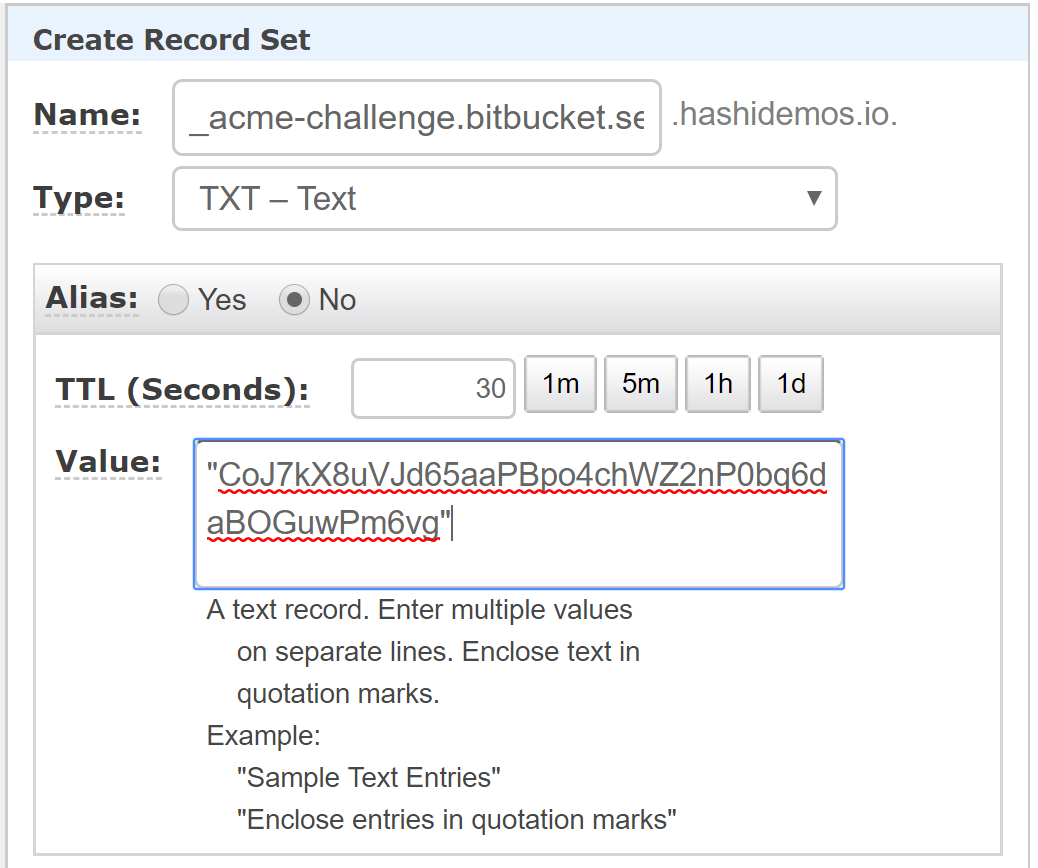 Create Record Set
Name: _acme-challenge.bitbucket.se .hashidemos.io.
Type: TXT – Text
Alias: Yes No
TTL (Seconds): 30 1m 5m 1h 1d
Value: "CoJ7kX8uVJd65aaPBpo4chWZ2nP0bq6d
aBOGuwPm6vg"
A text record. Enter multiple values
on separate lines. Enclose text in
quotation marks.
Example:
"Sample Text Entries"
"Enclose entries in quotation marks"